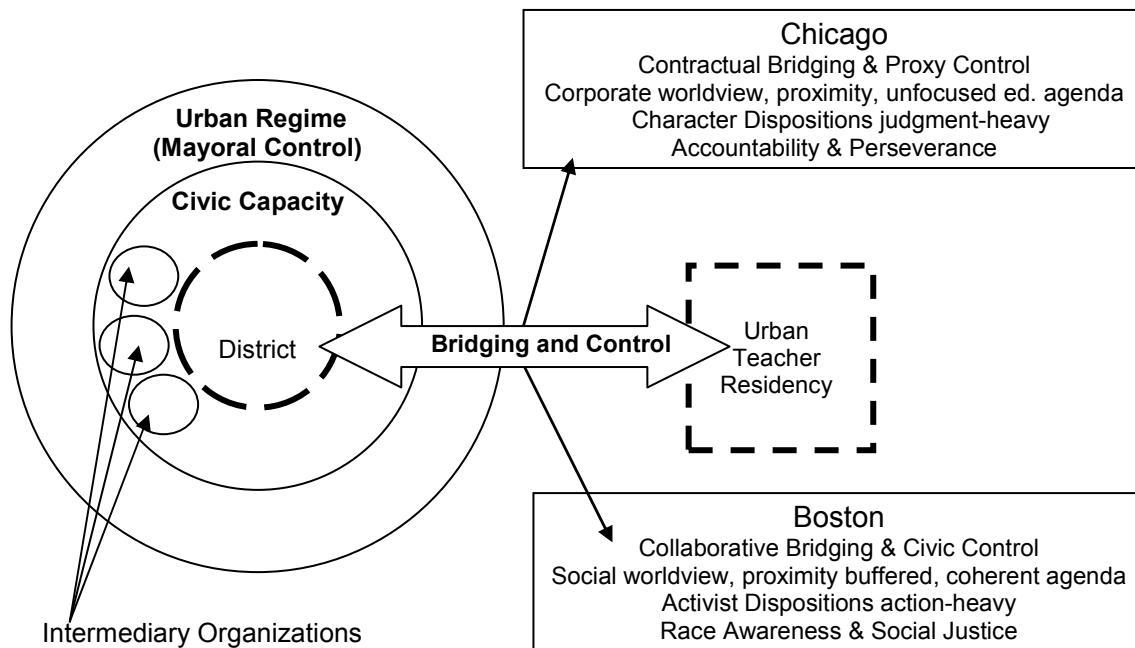 Chicago
Contractual Bridging & Proxy Control
Corporate worldview, proximity, unfocused ed. agenda
Character Dispositions judgment-heavy
Accountability & Perseverance
Urban Regime
(Mayoral Control)
Civic Capacity
District
Bridging and Control
Urban
Teacher
Residency
Intermediary Organizations
Boston
Collaborative Bridging & Civic Control
Social worldview, proximity buffered, coherent agenda
Activist Dispositions action-heavy
Race Awareness & Social Justice